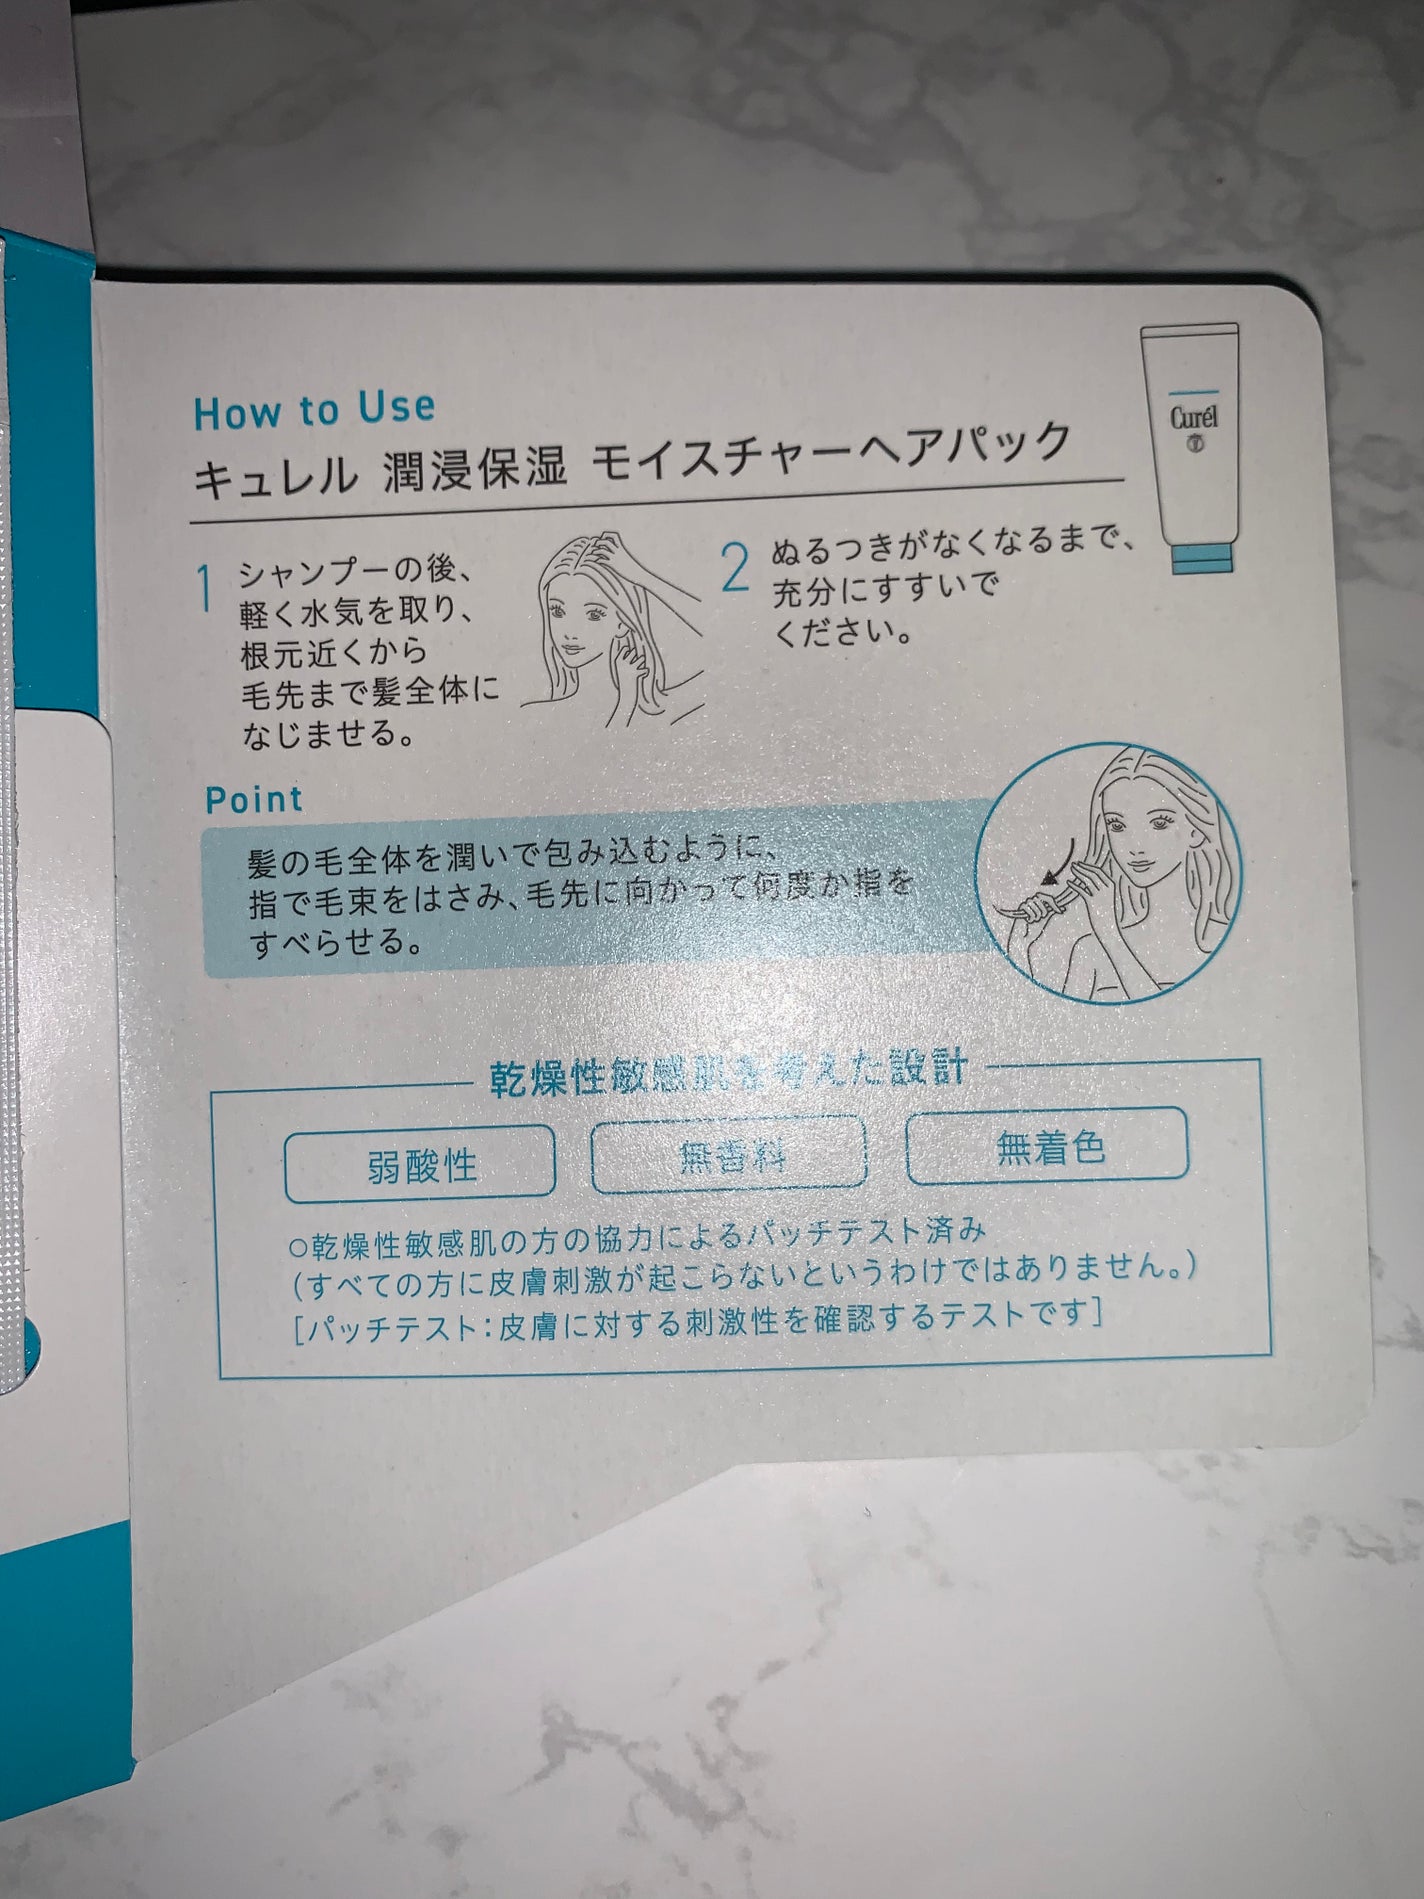 How to Use
キュレル 潤浸保湿 モイスチャーヘアパック
Curél
1 シャンプーの後、
軽く水気を取り、
根元近くから
毛先まで髪全体に
なじませる。
2 ぬるつきがなくなるまで、
充分にすすいで
ください。
Point
髪の毛全体を潤いで包み込むように、
指で毛束をはさみ、毛先に向かって何度か指を
すべらせる。
乾燥性敏感肌を考えた設計
弱酸性
無香料
無着色
○乾燥性敏感肌の方の協力によるパッチテスト済み
(すべての方に皮膚刺激が起こらないというわけではありません。)
[パッチテスト:皮膚に対する刺激性を確認するテストです]